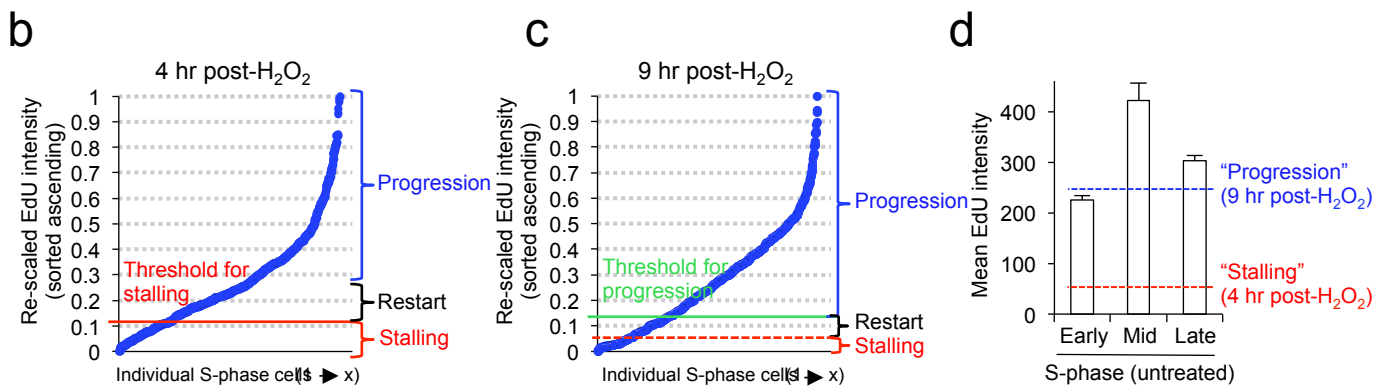 b
4 hr post-H₂O₂
Re-scaled EdU intensity
(sorted ascending)
1
0.9
0.8
0.7
0.6
0.5
0.4
0.3
0.2
0.1
0
Threshold for
stalling
Progression
Restart
Stalling
Individual S-phase cells (1 → x)
c
9 hr post-H₂O₂
Re-scaled EdU intensity
(sorted ascending)
1
0.9
0.8
0.7
0.6
0.5
0.4
0.3
0.2
0.1
0
Threshold for
progression
Progression
Restart
Stalling
Individual S-phase cells (1 → x)
d
Mean EdU intensity
400
300
200
100
0
"Progression"
(9 hr post-H₂O₂)
"Stalling"
(4 hr post-H₂O₂)
Early Mid Late
S-phase (untreated)